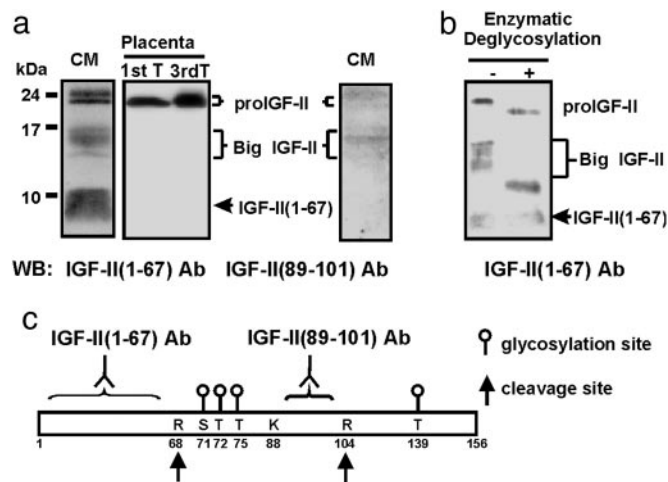 a
kDa
24
17
10
CM
Placenta
1st T 3rdT
proIGF-II
Big IGF-II
IGF-II(1-67)
CM
WB: IGF-II(1-67) Ab IGF-II(89-101) Ab
b
Enzymatic
Deglycosylation
- +
proIGF-II
Big IGF-II
IGF-II(1-67)
IGF-II(1-67) Ab
c
IGF-II(1-67) Ab IGF-II(89-101) Ab
glycosylation site
cleavage site
R S T T K R T
1 68 71 72 75 88 104 139 156